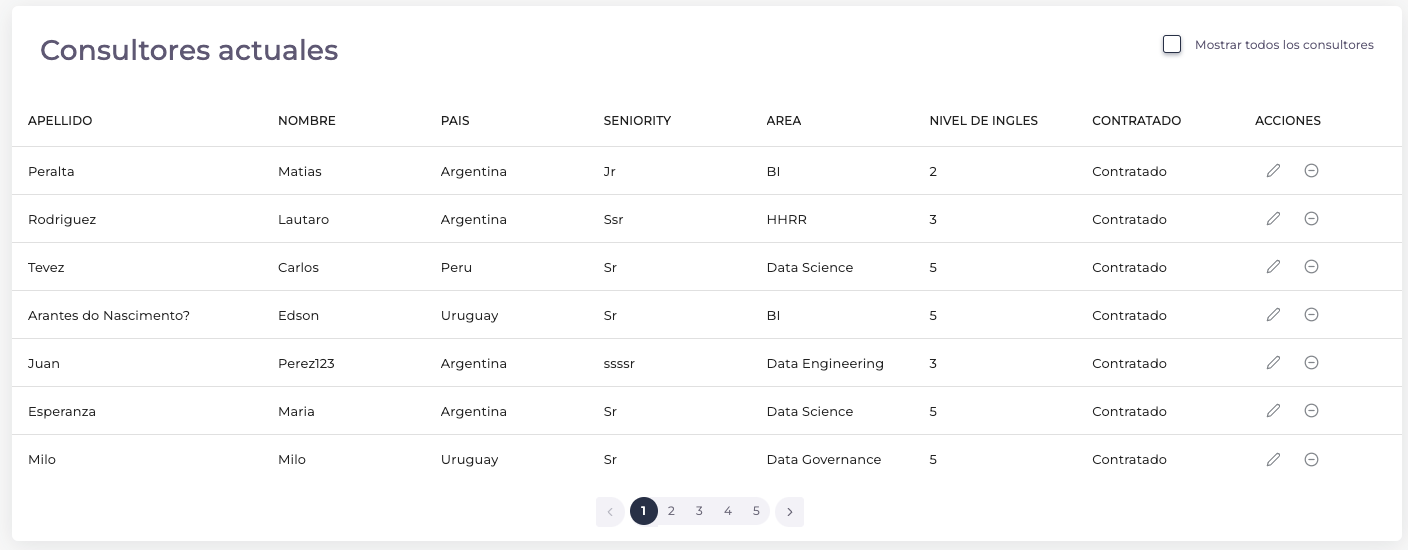 Consultores actuales
Mostrar todos los consultores
APELLIDO NOMBRE PAIS SENIORITY AREA NIVEL DE INGLES CONTRATADO ACCIONES
Peralta Matias Argentina Jr BI 2 Contratado
Rodriguez Lautaro Argentina Ssr HHRR 3 Contratado
Tevez Carlos Peru Sr Data Science 5 Contratado
Arantes do Nascimento? Edson Uruguay Sr BI 5 Contratado
Juan Perez123 Argentina ssssr Data Engineering 3 Contratado
Esperanza Maria Argentina Sr Data Science 5 Contratado
Milo Milo Uruguay Sr Data Governance 5 Contratado
1 2 3 4 5